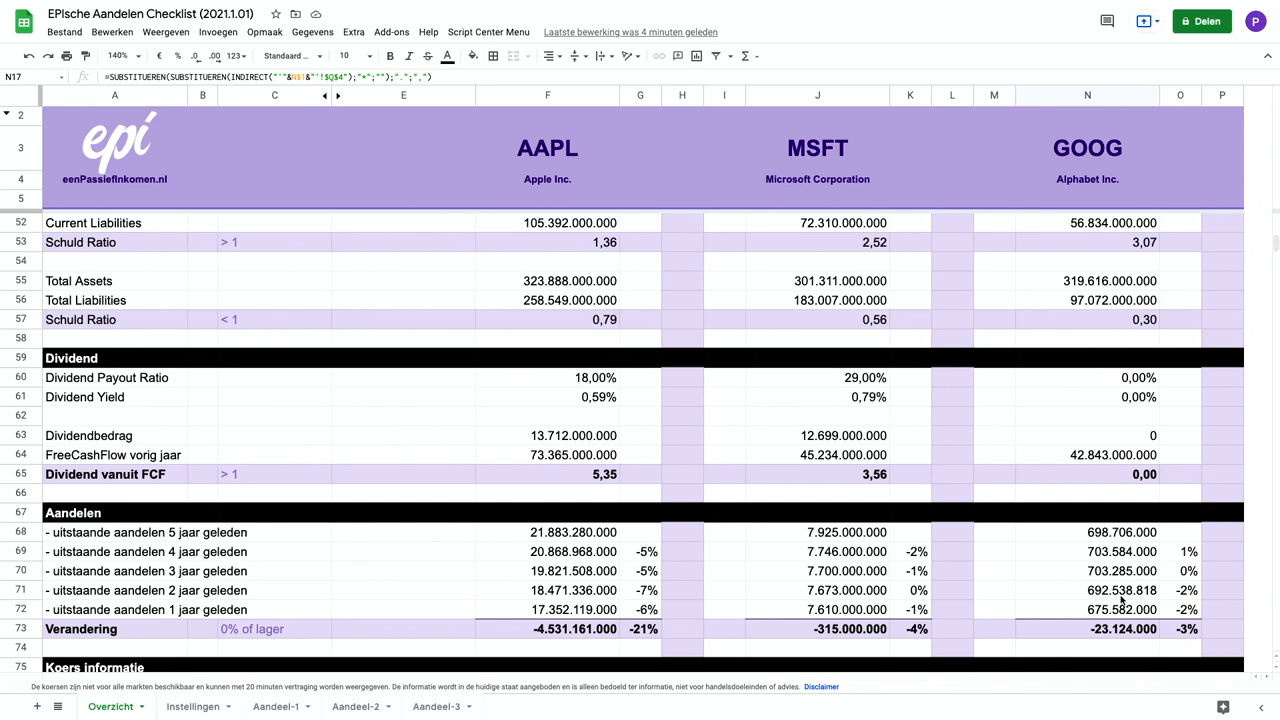 EPIsche Aandelen Checklist (2021.1.01)
Bestand Bewerken Weergeven Invoegen Opmaak Gegevens Extra Add-ons Help Script Center Menu Laatste bewerking was 4 minuten geleden
Delen
P
140% € % .0 .00 123 Standaard ... 10 B I S A
N17 fx =SUBSTITUEREN(SUBSTITUEREN(INDIRECT("'"&N$1&"'!$Q$4");"*";"");".";",")
A B C E F G H I J K L M N O P
2
3 epi AAPL MSFT GOOG
4 eenPassiefInkomen.nl Apple Inc. Microsoft Corporation Alphabet Inc.
5
52 Current Liabilities 105.392.000.000 72.310.000.000 56.834.000.000
53 Schuld Ratio > 1 1,36 2,52 3,07
54
55 Total Assets 323.888.000.000 301.311.000.000 319.616.000.000
56 Total Liabilities 258.549.000.000 183.007.000.000 97.072.000.000
57 Schuld Ratio < 1 0,79 0,56 0,30
58
59 Dividend
60 Dividend Payout Ratio 18,00% 29,00% 0,00%
61 Dividend Yield 0,59% 0,79% 0,00%
62
63 Dividendbedrag 13.712.000.000 12.699.000.000 0
64 FreeCashFlow vorig jaar 73.365.000.000 45.234.000.000 42.843.000.000
65 Dividend vanuit FCF > 1 5,35 3,56 0,00
66
67 Aandelen
68 - uitstaande aandelen 5 jaar geleden 21.883.280.000 7.925.000.000 698.706.000
69 - uitstaande aandelen 4 jaar geleden 20.868.968.000 -5% 7.746.000.000 -2% 703.584.000 1%
70 - uitstaande aandelen 3 jaar geleden 19.821.508.000 -5% 7.700.000.000 -1% 703.285.000 0%
71 - uitstaande aandelen 2 jaar geleden 18.471.336.000 -7% 7.673.000.000 0% 692.538.818 -2%
72 - uitstaande aandelen 1 jaar geleden 17.352.119.000 -6% 7.610.000.000 -1% 675.582.000 -2%
73 Verandering 0% of lager -4.531.161.000 -21% -315.000.000 -4% -23.124.000 -3%
74
75 Koers informatie
De koersen zijn niet voor alle markten beschikbaar en kunnen met 20 minuten vertraging worden weergegeven. De informatie wordt in de huidige staat aangeboden en is alleen bedoeld ter informatie, niet voor handelsdoeleinden of advies. Disclaimer
Overzicht Instellingen Aandeel-1 Aandeel-2 Aandeel-3